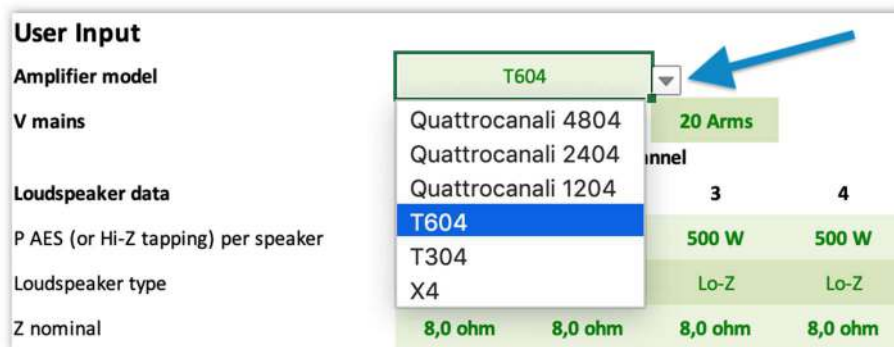 User Input
Amplifier model T604
V mains 20 Arms
Quattrocanali 4804
Quattrocanali 2404
Quattrocanali 1204
T604
T304
X4
nnel
Loudspeaker data 3 4
P AES (or Hi-Z tapping) per speaker 500 W 500 W
Loudspeaker type Lo-Z Lo-Z
Z nominal 8,0 ohm 8,0 ohm 8,0 ohm 8,0 ohm